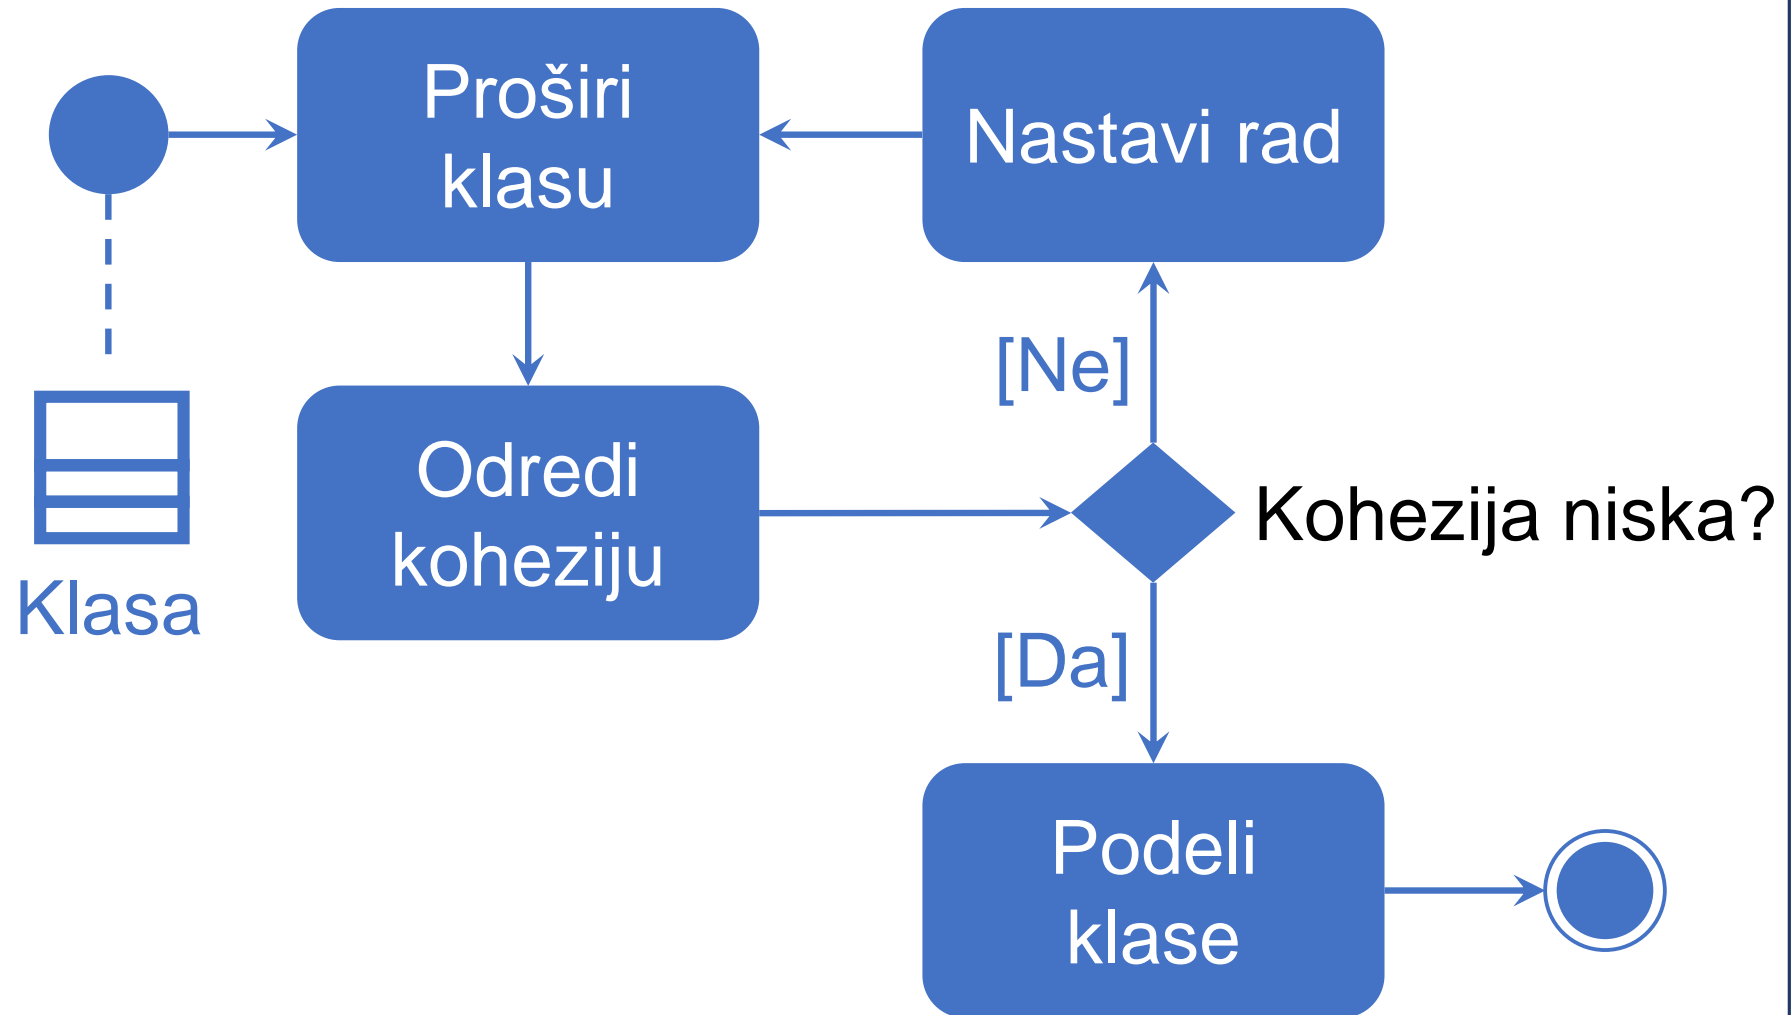 Proširi
klasu
Nastavi rad
[Ne]
Odredi
koheziju
Kohezija niska?
Klasa
[Da]
Podeli
klase